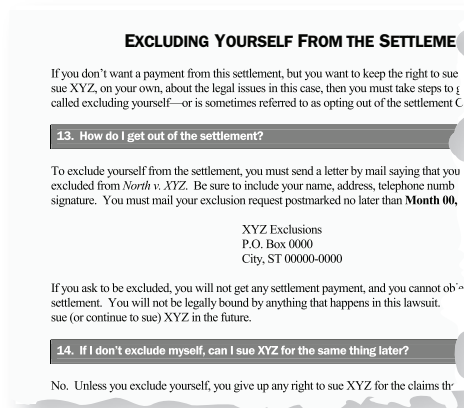 EXCLUDING YOURSELF FROM THE SETTLEME
If you don't want a payment from this settlement, but you want to keep the right to sue
sue XYZ, on your own, about the legal issues in this case, then you must take steps to
called excluding yourself—or is sometimes referred to as opting out of the settlement
13. How do I get out of the settlement?
To exclude yourself from the settlement, you must send a letter by mail saying that you
excluded from North v. XYZ. Be sure to include your name, address, telephone numb
signature. You must mail your exclusion request postmarked no later than Month 00,
XYZ Exclusions
P.O. Box 0000
City, ST 00000-0000
If you ask to be excluded, you will not get any settlement payment, and you cannot
settlement. You will not be legally bound by anything that happens in this lawsuit.
sue (or continue to sue) XYZ in the future.
14. If I don't exclude myself, can I sue XYZ for the same thing later?
No. Unless you exclude yourself, you give up any right to sue XYZ for the claims